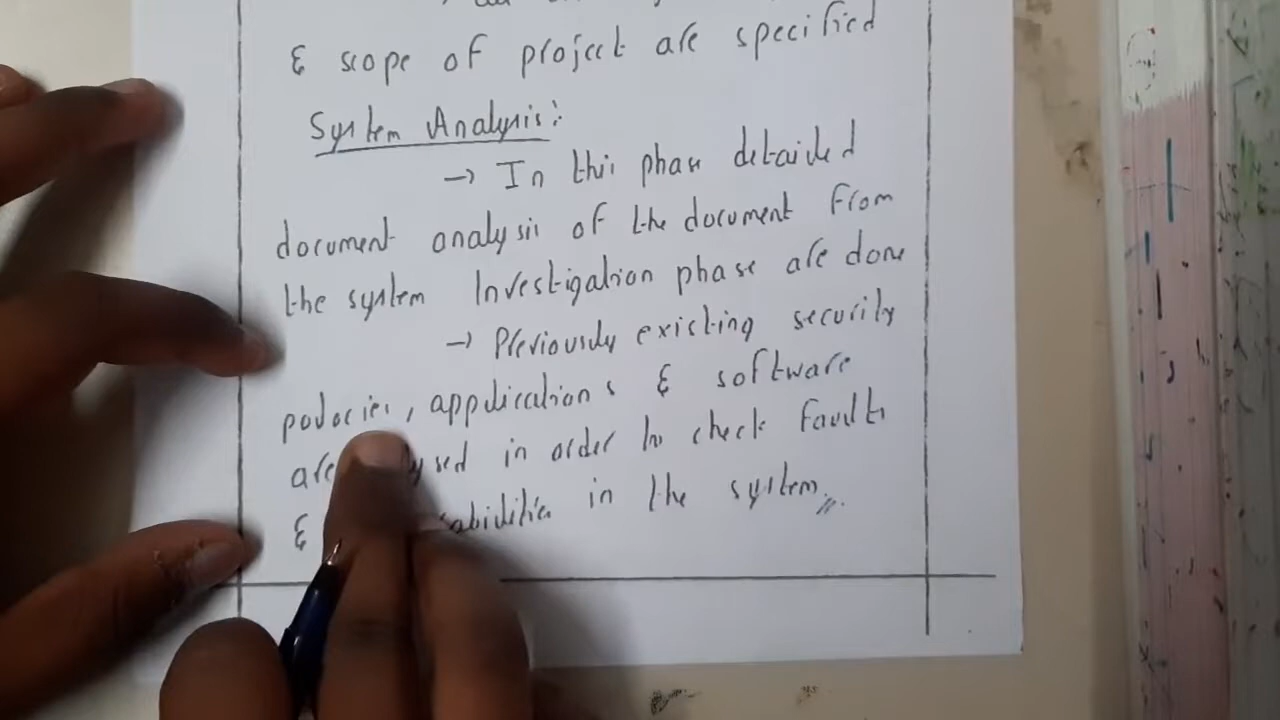 & scope of project are specified
System Analysis:
→ In this phase detailed
document analysis of the document from
the system Investigation phase are done
→ Previously existing security
polocies, applications & software
are in order to check faults
& in the system